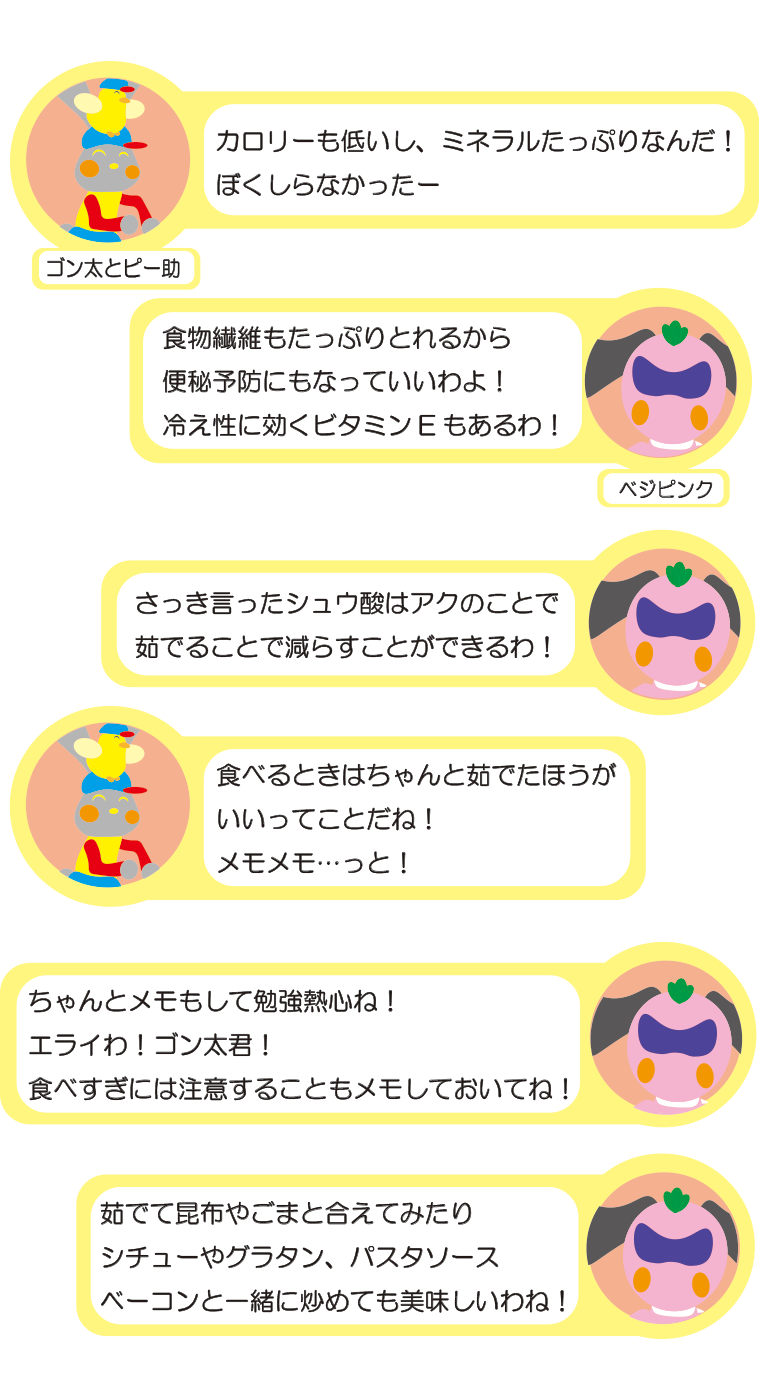 カロリーも低いし、ミネラルたっぷりなんだ！
ぼくしらなかったー
ゴン太とピー助
食物繊維もたっぷりとれるから
便秘予防にもなっていいわよ！
冷え性に効くビタミンEもあるわ！
ベジピンク
さっき言ったシュウ酸はアクのことで
茹でることで減らすことができるわ！
食べるときはちゃんと茹でたほうが
いいってことだね！
メモメモ…っと！
ちゃんとメモもして勉強熱心ね！
エライわ！ゴン太君！
食べすぎには注意することもメモしておいてね！
茹でて昆布やごまと合えてみたり
シチューやグラタン、パスタソース
ベーコンと一緒に炒めても美味しいわね！